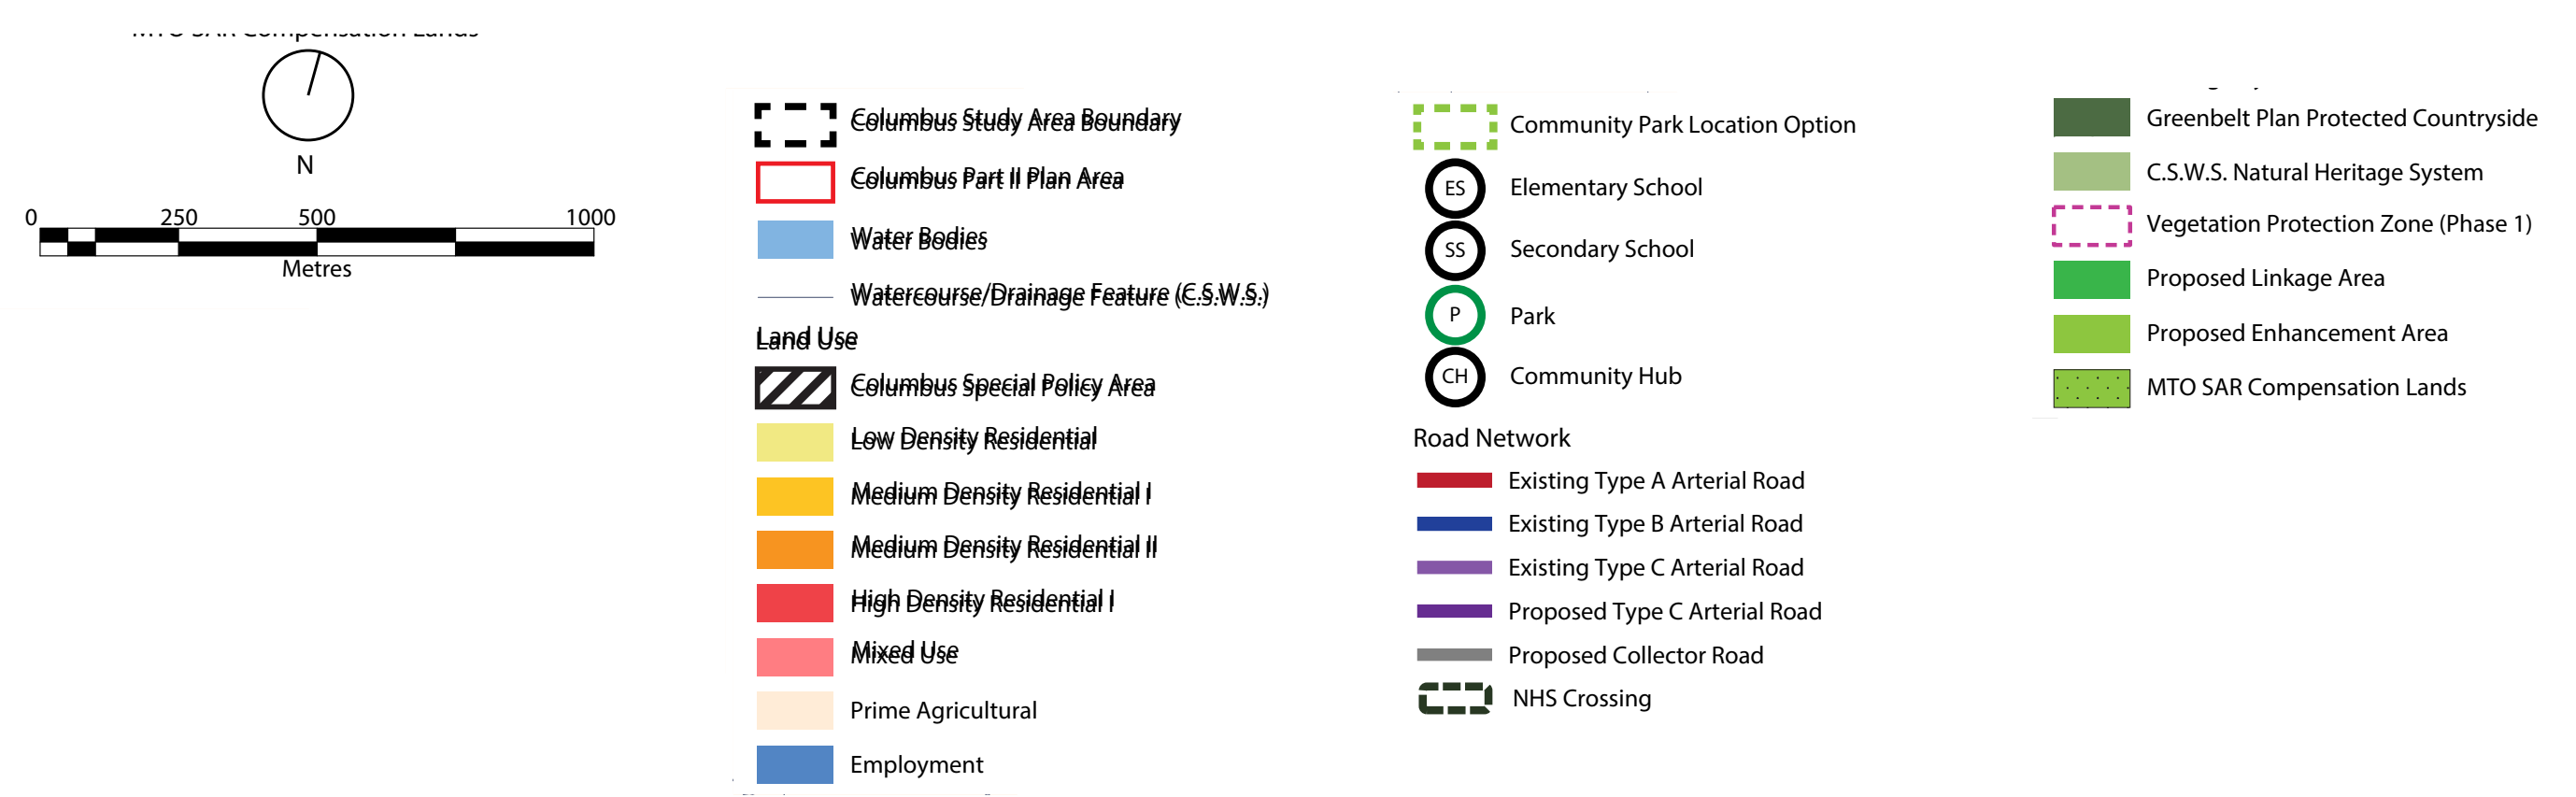 MTO SAR Compensation Lands
N
0 250 500 1000
Metres
Columbus Study Area Boundary
Columbus Part II Plan Area
Water Bodies
Watercourse/Drainage Feature (C.S.W.S.)
Land Use
Columbus Special Policy Area
Low Density Residential
Medium Density Residential I
Medium Density Residential II
High Density Residential I
Mixed Use
Prime Agricultural
Employment
Community Park Location Option
ES Elementary School
SS Secondary School
P Park
CH Community Hub
Road Network
Existing Type A Arterial Road
Existing Type B Arterial Road
Existing Type C Arterial Road
Proposed Type C Arterial Road
Proposed Collector Road
NHS Crossing
Greenbelt Plan Protected Countryside
C.S.W.S. Natural Heritage System
Vegetation Protection Zone (Phase 1)
Proposed Linkage Area
Proposed Enhancement Area
MTO SAR Compensation Lands